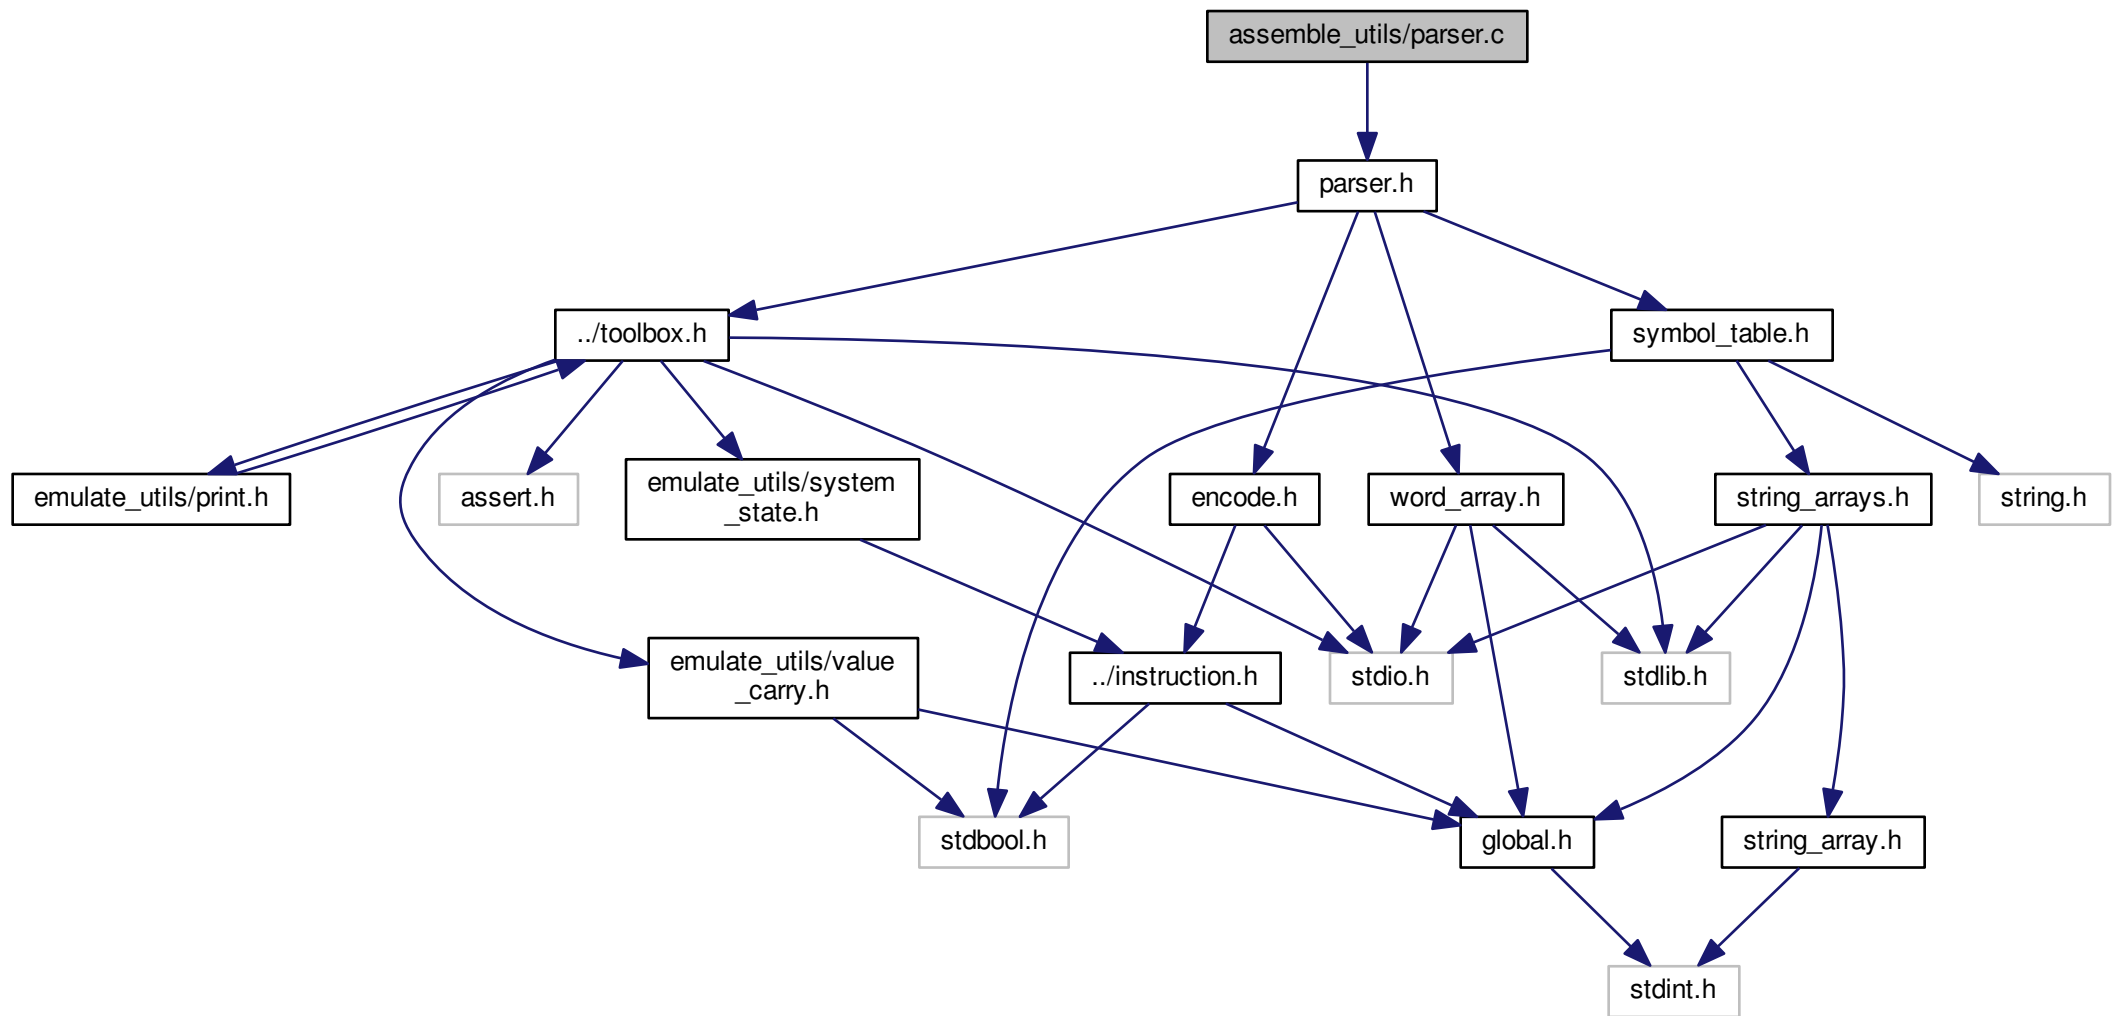 assemble_utils/parser.c
parser.h
../toolbox.h
symbol_table.h
emulate_utils/print.h
assert.h
emulate_utils/system
_state.h
encode.h
word_array.h
string_arrays.h
string.h
emulate_utils/value
_carry.h
../instruction.h
stdio.h
stdlib.h
stdbool.h
global.h
string_array.h
stdint.h